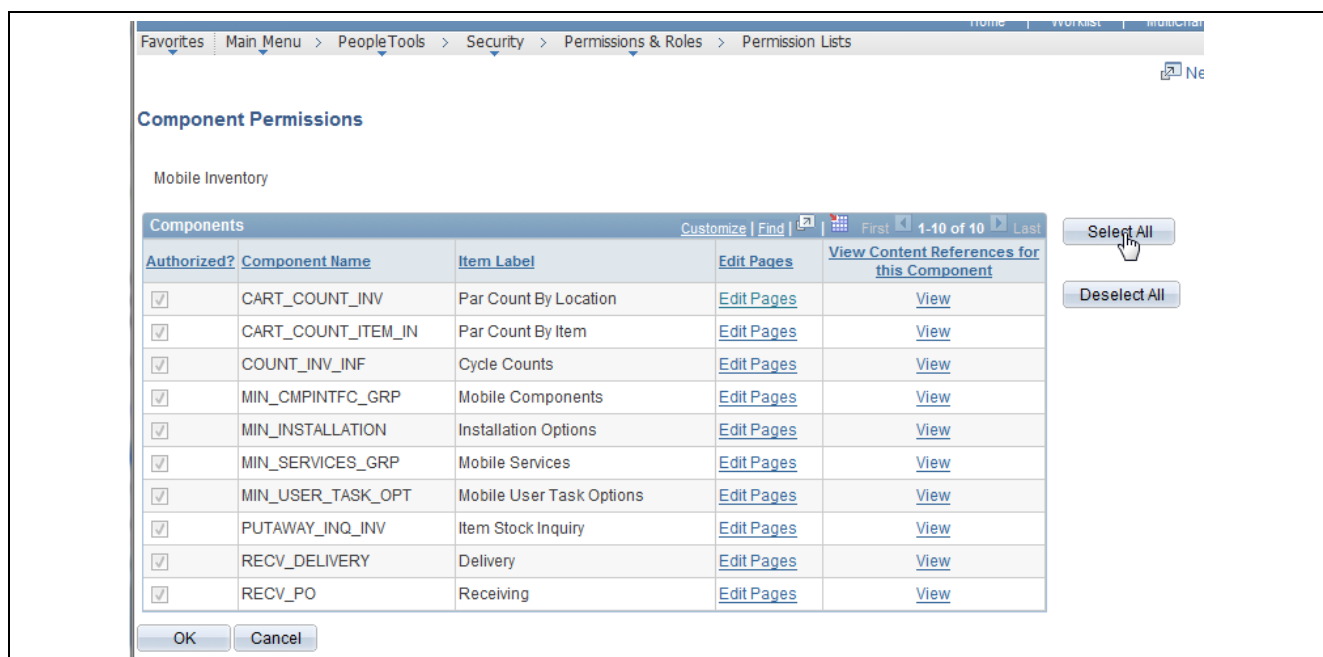 Home | Worklist | MultiChan
Favorites Main Menu > PeopleTools > Security > Permissions & Roles > Permission Lists
Ne
Component Permissions
Mobile Inventory
Components Customize | Find | | First 1-10 of 10 Last
Select All
Authorized? Component Name Item Label Edit Pages View Content References for this Component
Deselect All
CART_COUNT_INV Par Count By Location Edit Pages View
CART_COUNT_ITEM_IN Par Count By Item Edit Pages View
COUNT_INV_INF Cycle Counts Edit Pages View
MIN_CMPINTFC_GRP Mobile Components Edit Pages View
MIN_INSTALLATION Installation Options Edit Pages View
MIN_SERVICES_GRP Mobile Services Edit Pages View
MIN_USER_TASK_OPT Mobile User Task Options Edit Pages View
PUTAWAY_INQ_INV Item Stock Inquiry Edit Pages View
RECV_DELIVERY Delivery Edit Pages View
RECV_PO Receiving Edit Pages View
OK Cancel